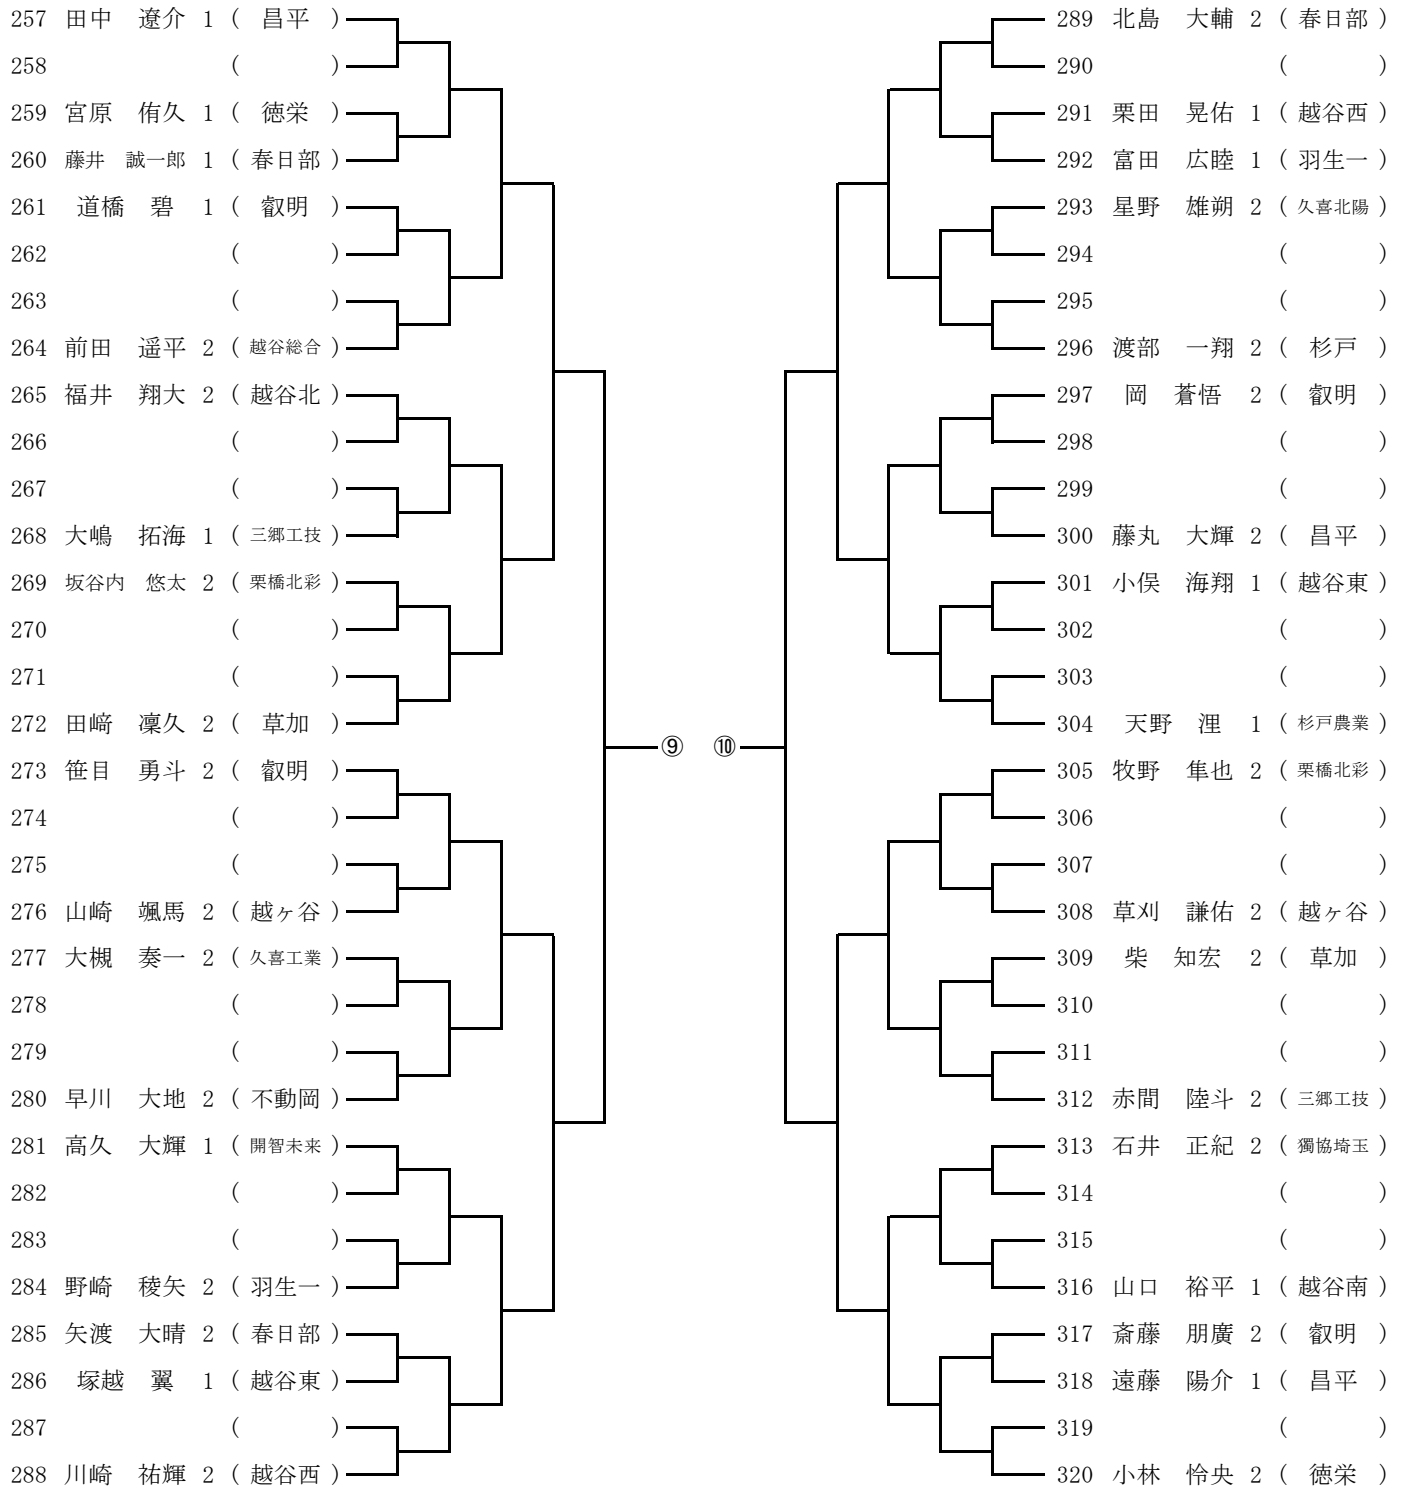 257 田中　遼介 1 （ 昌平 ）
258 （ ）
259 宮原　侑久 1 （ 徳栄 ）
260 藤井　誠一郎 1 （ 春日部 ）
261 道橋　碧 1 （ 叡明 ）
262 （ ）
263 （ ）
264 前田　遥平 2 （ 越谷総合 ）
265 福井　翔大 2 （ 越谷北 ）
266 （ ）
267 （ ）
268 大嶋　拓海 1 （ 三郷工技 ）
269 坂谷内　悠太 2 （ 栗橋北彩 ）
270 （ ）
271 （ ）
272 田﨑　凜久 2 （ 草加 ）
273 笹目　勇斗 2 （ 叡明 ）
274 （ ）
275 （ ）
276 山崎　颯馬 2 （ 越ヶ谷 ）
277 大槻　奏一 2 （ 久喜工業 ）
278 （ ）
279 （ ）
280 早川　大地 2 （ 不動岡 ）
281 高久　大輝 1 （ 開智未来 ）
282 （ ）
283 （ ）
284 野崎　稜矢 2 （ 羽生一 ）
285 矢渡　大晴 2 （ 春日部 ）
286 塚越　翼 1 （ 越谷東 ）
287 （ ）
288 川崎　祐輝 2 （ 越谷西 ）
⑨ ⑩
289 北島　大輔 2 （ 春日部 ）
290 （ ）
291 栗田　晃佑 1 （ 越谷西 ）
292 富田　広睦 1 （ 羽生一 ）
293 星野　雄朔 2 （ 久喜北陽 ）
294 （ ）
295 （ ）
296 渡部　一翔 2 （ 杉戸 ）
297 岡　蒼悟 2 （ 叡明 ）
298 （ ）
299 （ ）
300 藤丸　大輝 2 （ 昌平 ）
301 小俣　海翔 1 （ 越谷東 ）
302 （ ）
303 （ ）
304 天野　浬 1 （ 杉戸農業 ）
305 牧野　隼也 2 （ 栗橋北彩 ）
306 （ ）
307 （ ）
308 草刈　謙佑 2 （ 越ヶ谷 ）
309 柴　知宏 2 （ 草加 ）
310 （ ）
311 （ ）
312 赤間　陸斗 2 （ 三郷工技 ）
313 石井　正紀 2 （ 獨協埼玉 ）
314 （ ）
315 （ ）
316 山口　裕平 1 （ 越谷南 ）
317 斎藤　朋廣 2 （ 叡明 ）
318 遠藤　陽介 1 （ 昌平 ）
319 （ ）
320 小林　怜央 2 （ 徳栄 ）